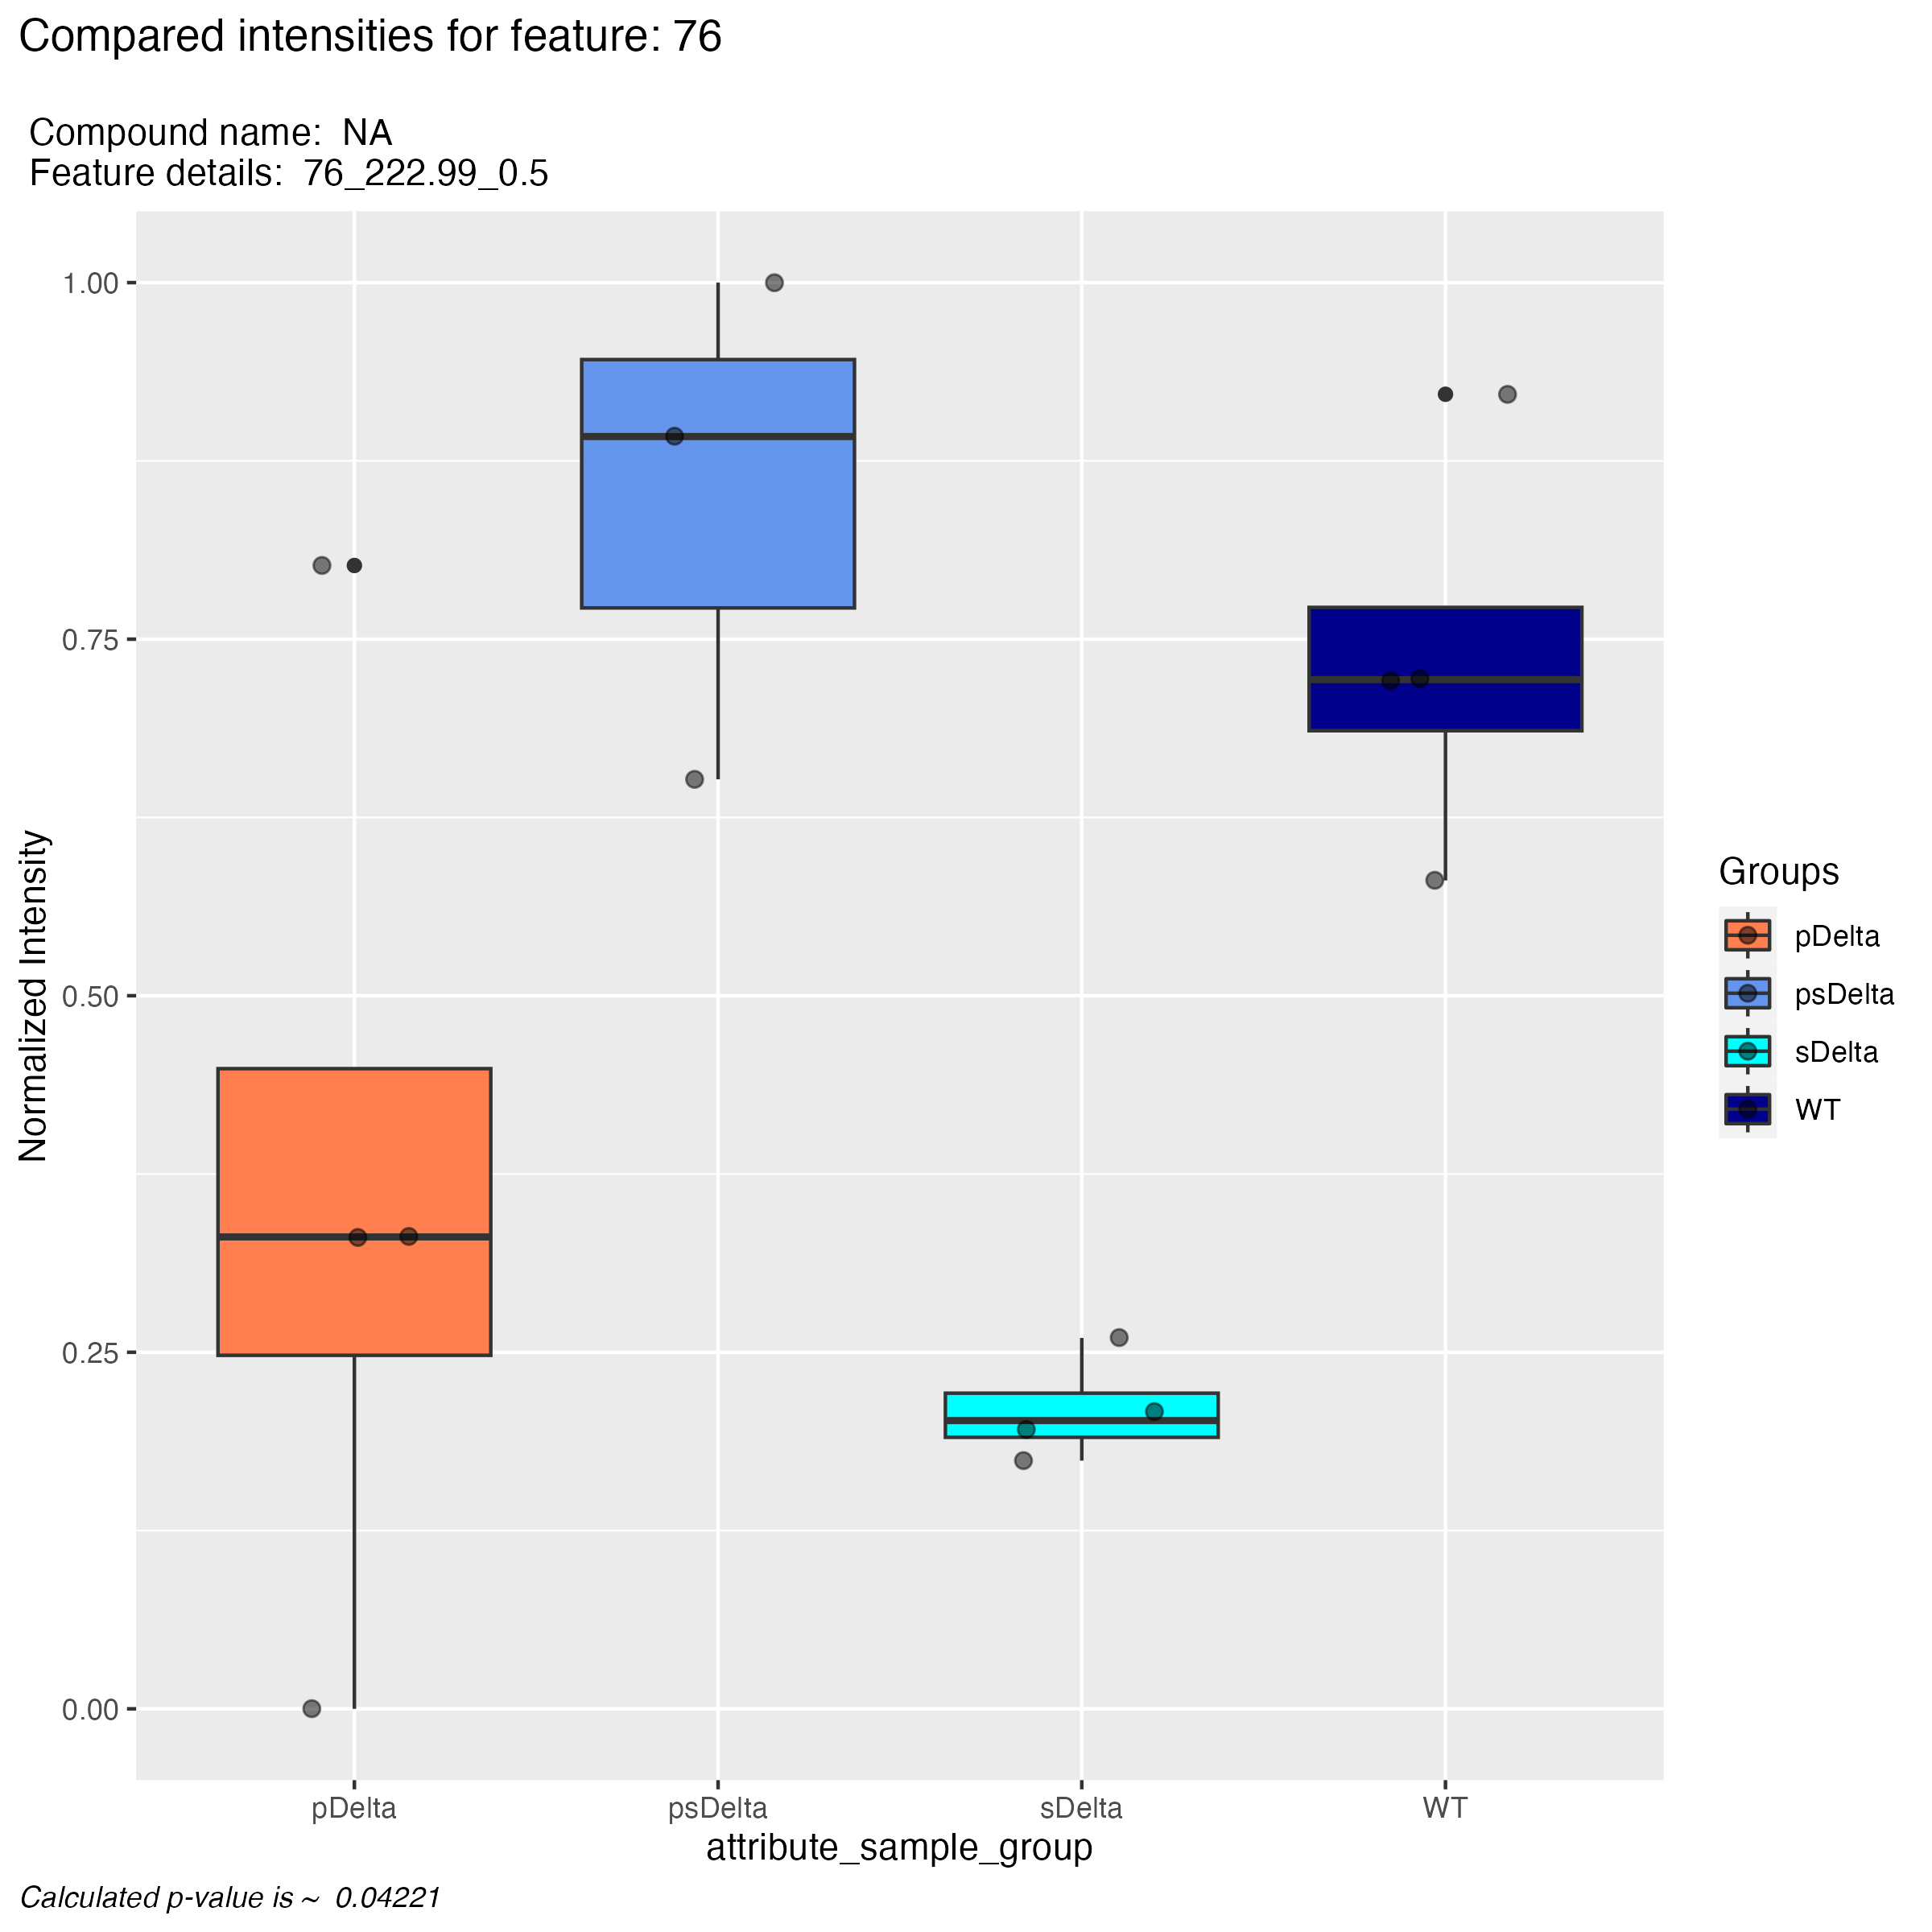 Compared intensities for feature: 76
Compound name:  NA
Feature details:  76_222.99_0.5
Normalized Intensity
1.00
0.75
0.50
0.25
0.00
pDelta
psDelta
sDelta
WT
attribute_sample_group
Groups
pDelta
psDelta
sDelta
WT
Calculated p-value is ~  0.04221